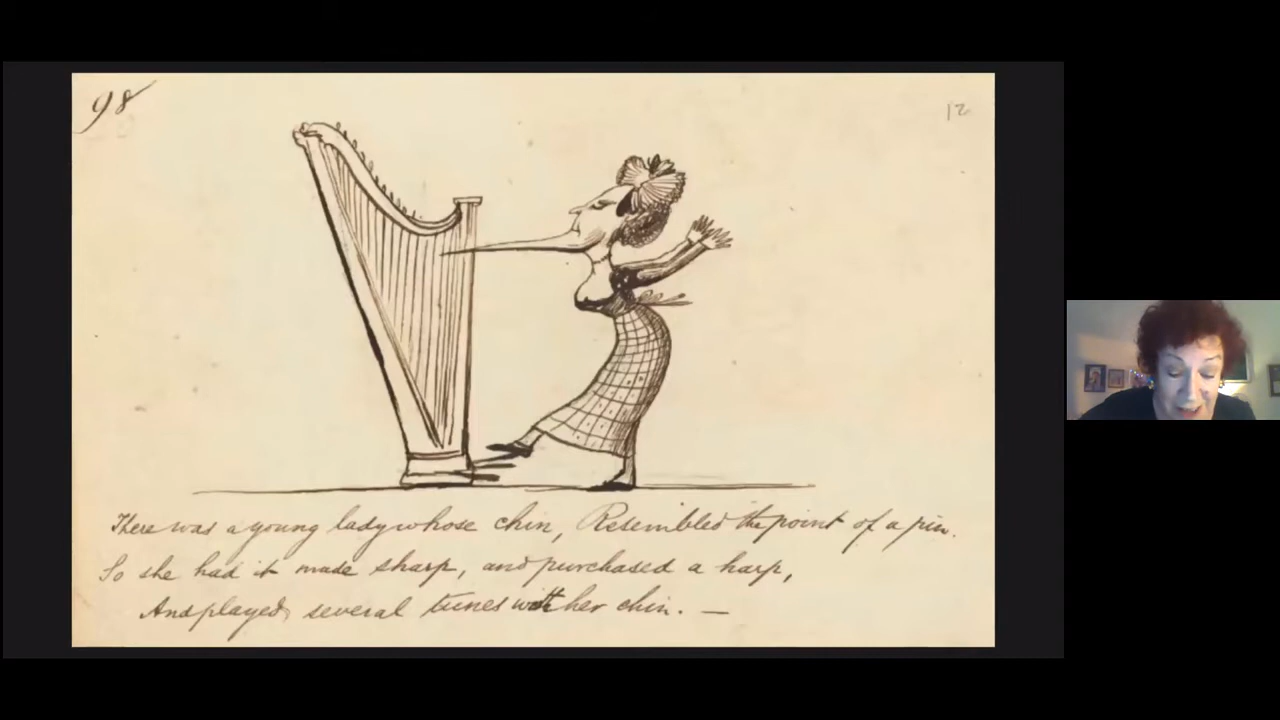 98
12
There was a young lady whose chin, Resembled the point of a pin.
So she had it made sharp, and purchased a harp,
And played several tunes with her chin. —